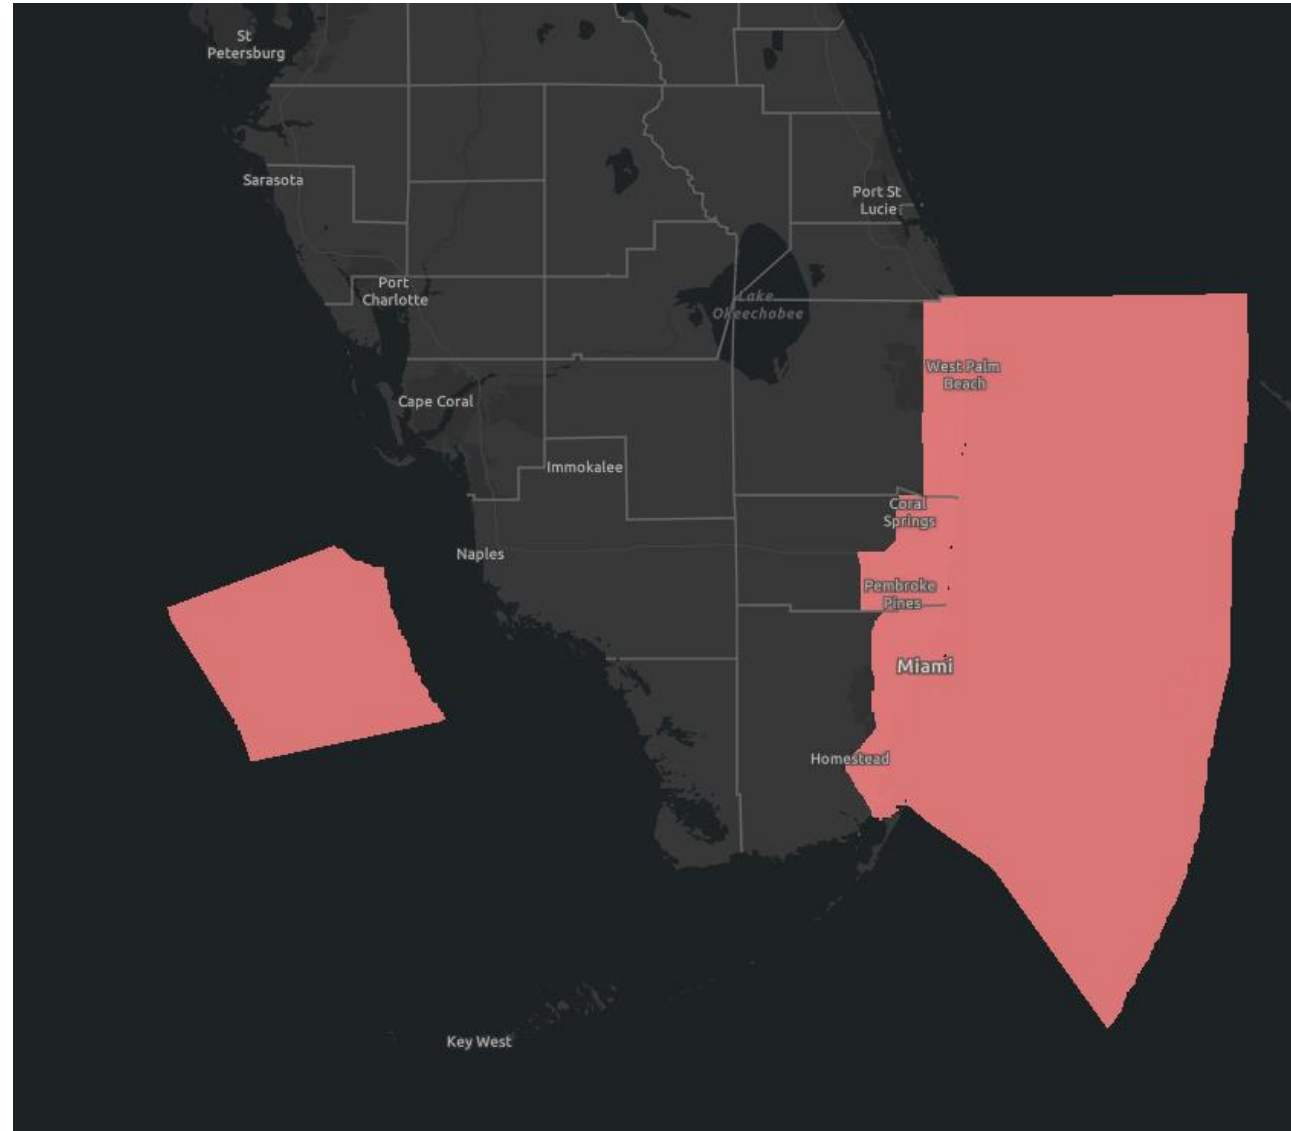 St
Petersburg
Sarasota
Port St
Lucie
Port
Charlotte
Lake
Okeechobee
West Palm
Beach
Cape Coral
Immokalee
Coral
Springs
Naples
Pembroke
Pines
Miami
Homestead
Key West